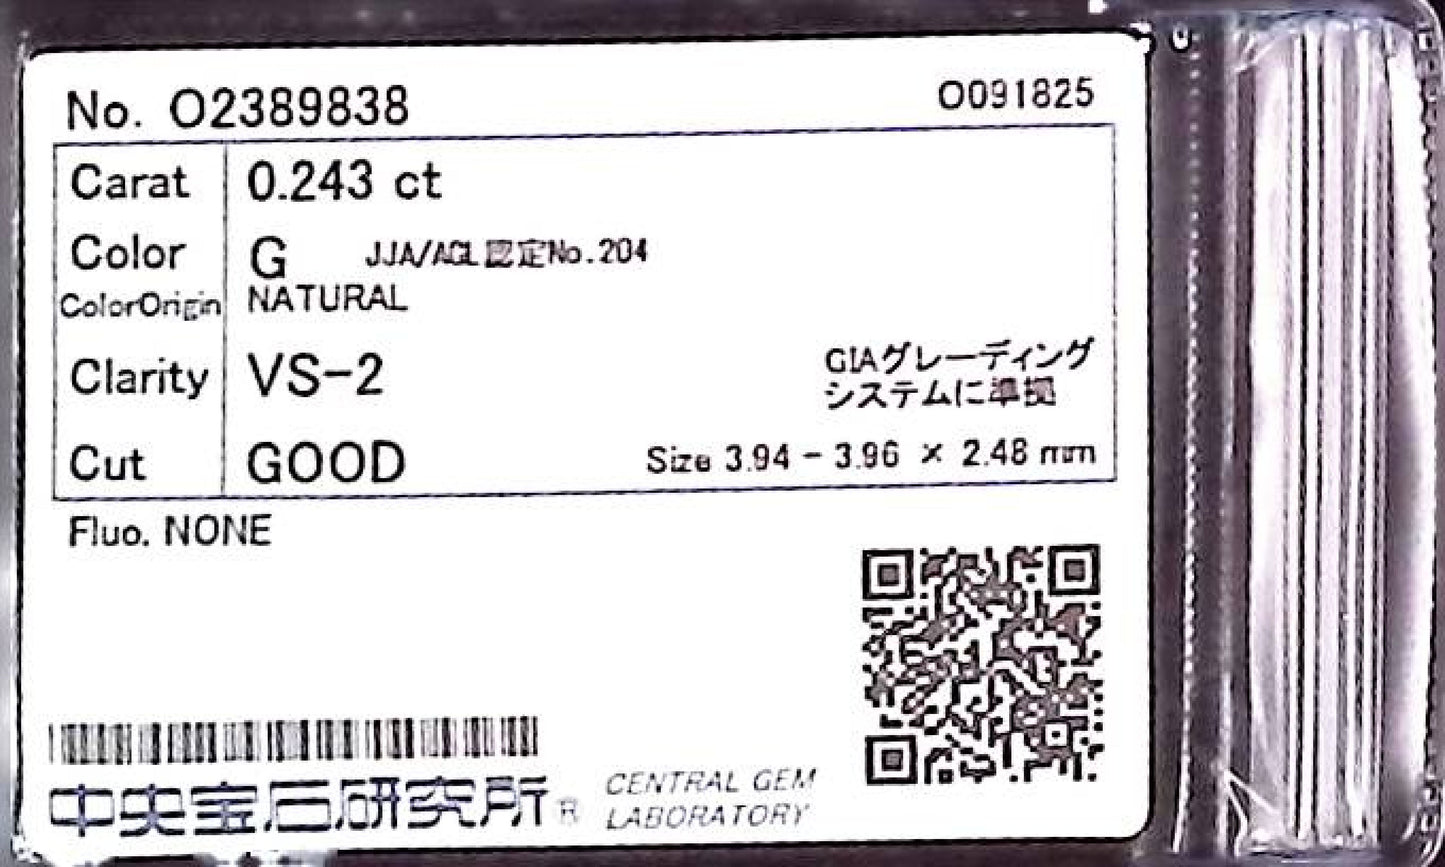 No. O2389838
O091825
Carat 0.243 ct
Color G JJA/AGL認定No.204
ColorOrigin NATURAL
Clarity VS-2
GIAグレーディング
システムに準拠
Cut GOOD Size 3.94 - 3.96 × 2.48 mm
Fluo. NONE
中央宝石研究所® CENTRAL GEM
LABORATORY